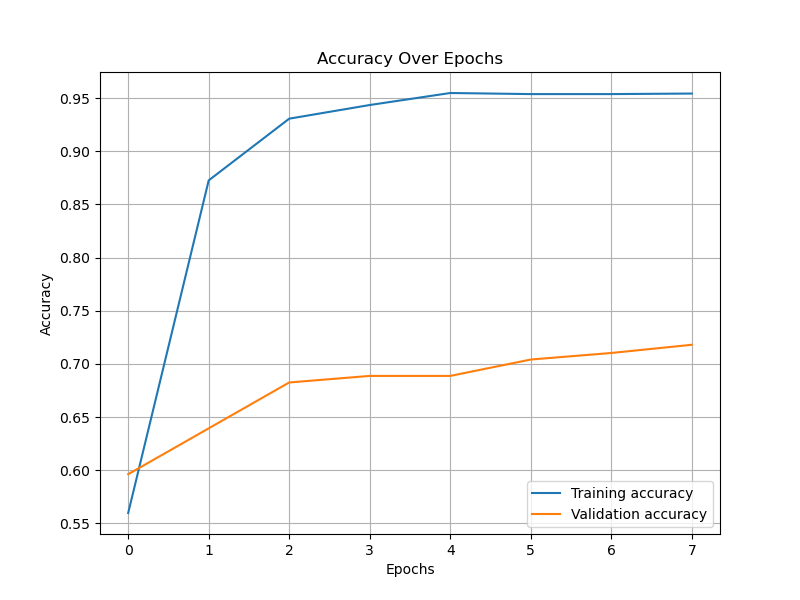 Accuracy Over Epochs
Accuracy
0.95
0.90
0.85
0.80
0.75
0.70
0.65
0.60
0.55
Training accuracy
Validation accuracy
0 1 2 3 4 5 6 7
Epochs